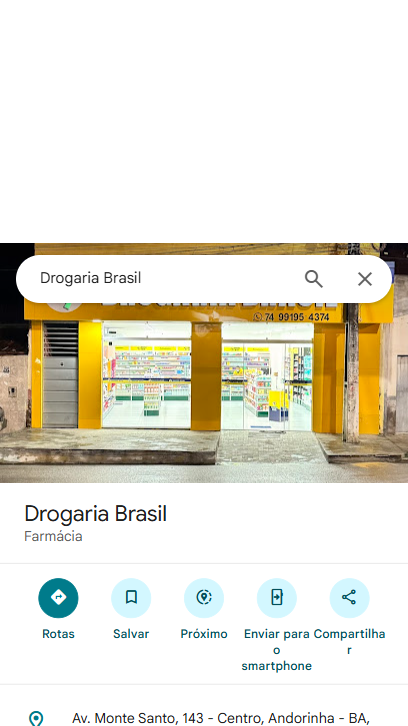 Drogaria Brasil
74 99195 4374
Drogaria Brasil
Farmácia
Rotas
Salvar
Próximo
Enviar para
o
smartphone
Compartilha
r
Av. Monte Santo, 143 - Centro, Andorinha - BA,